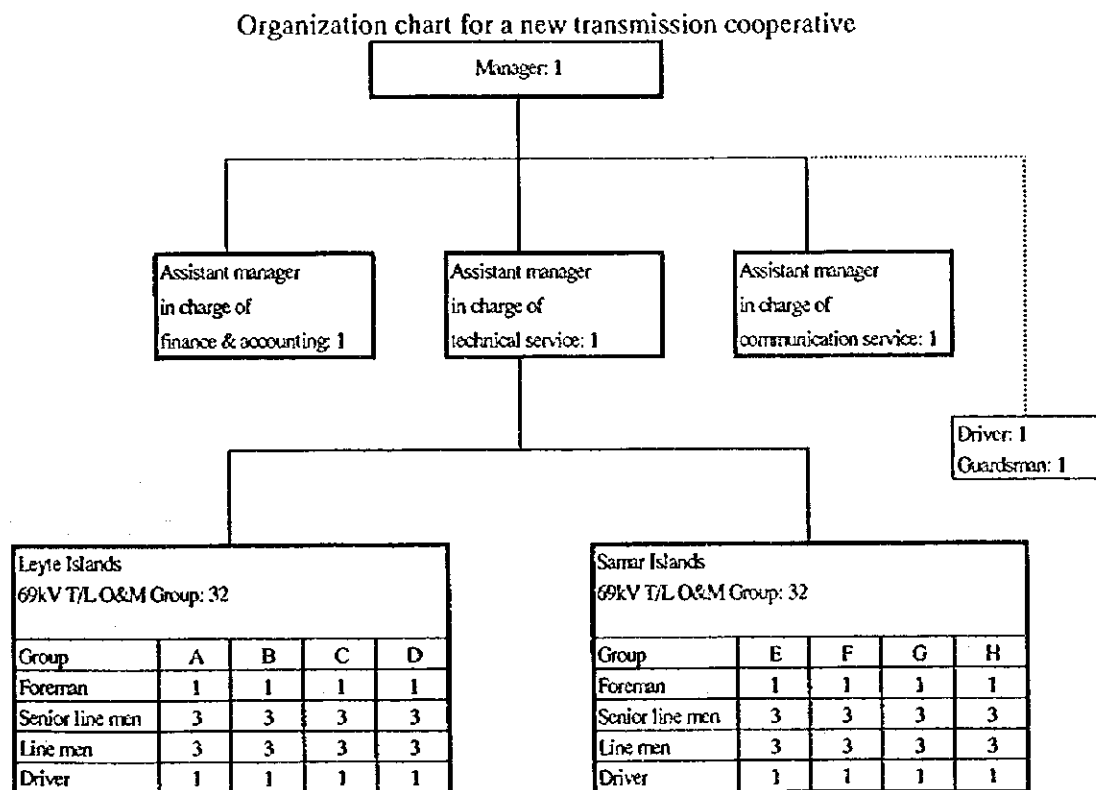 Organization chart for a new transmission cooperative
Manager: 1
Assistant manager
in charge of
finance & accounting: 1
Assistant manager
in charge of
technical service: 1
Assistant manager
in charge of
communication service: 1
Driver: 1
Guardsman: 1
Leyte Islands
69kV T/L O&M Group: 32
Group A B C D
Foreman 1 1 1 1
Senior line men 3 3 3 3
Line men 3 3 3 3
Driver 1 1 1 1
Samar Islands
69kV T/L O&M Group: 32
Group E F G H
Foreman 1 1 1 1
Senior line men 3 3 3 3
Line men 3 3 3 3
Driver 1 1 1 1